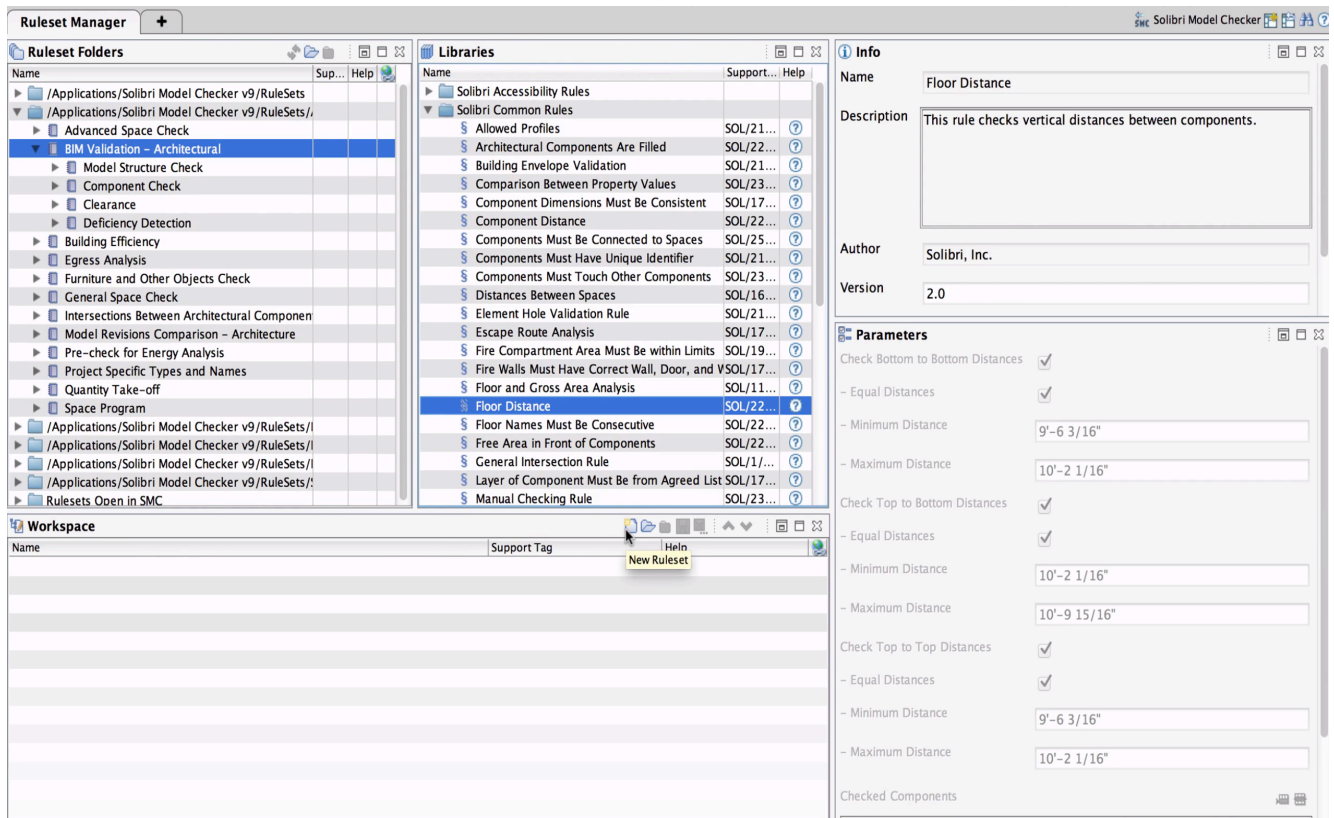 Ruleset Manager
+
Solibri Model Checker
Ruleset Folders
Name Sup... Help
/Applications/Solibri Model Checker v9/RuleSets
/Applications/Solibri Model Checker v9/RuleSets/
Advanced Space Check
BIM Validation – Architectural
Model Structure Check
Component Check
Clearance
Deficiency Detection
Building Efficiency
Egress Analysis
Furniture and Other Objects Check
General Space Check
Intersections Between Architectural Componen
Model Revisions Comparison – Architecture
Pre-check for Energy Analysis
Project Specific Types and Names
Quantity Take-off
Space Program
/Applications/Solibri Model Checker v9/RuleSets/
/Applications/Solibri Model Checker v9/RuleSets/
/Applications/Solibri Model Checker v9/RuleSets/
/Applications/Solibri Model Checker v9/RuleSets/
Rulesets Open in SMC
Libraries
Name Support... Help
Solibri Accessibility Rules
Solibri Common Rules
§ Allowed Profiles SOL/21...
§ Architectural Components Are Filled SOL/22...
§ Building Envelope Validation SOL/21...
§ Comparison Between Property Values SOL/23...
§ Component Dimensions Must Be Consistent SOL/17...
§ Component Distance SOL/22...
§ Components Must Be Connected to Spaces SOL/25...
§ Components Must Have Unique Identifier SOL/21...
§ Components Must Touch Other Components SOL/23...
§ Distances Between Spaces SOL/16...
§ Element Hole Validation Rule SOL/21...
§ Escape Route Analysis SOL/17...
§ Fire Compartment Area Must Be within Limits SOL/19...
§ Fire Walls Must Have Correct Wall, Door, and W SOL/17...
§ Floor and Gross Area Analysis SOL/11...
§ Floor Distance SOL/22...
§ Floor Names Must Be Consecutive SOL/22...
§ Free Area in Front of Components SOL/22...
§ General Intersection Rule SOL/1/...
§ Layer of Component Must Be from Agreed List SOL/17...
§ Manual Checking Rule SOL/23...
Workspace
Name Support Tag Help
New Ruleset
Info
Name Floor Distance
Description This rule checks vertical distances between components.
Author Solibri, Inc.
Version 2.0
Parameters
Check Bottom to Bottom Distances
– Equal Distances
– Minimum Distance 9'-6 3/16"
– Maximum Distance 10'-2 1/16"
Check Top to Bottom Distances
– Equal Distances
– Minimum Distance 10'-2 1/16"
– Maximum Distance 10'-9 15/16"
Check Top to Top Distances
– Equal Distances
– Minimum Distance 9'-6 3/16"
– Maximum Distance 10'-2 1/16"
Checked Components